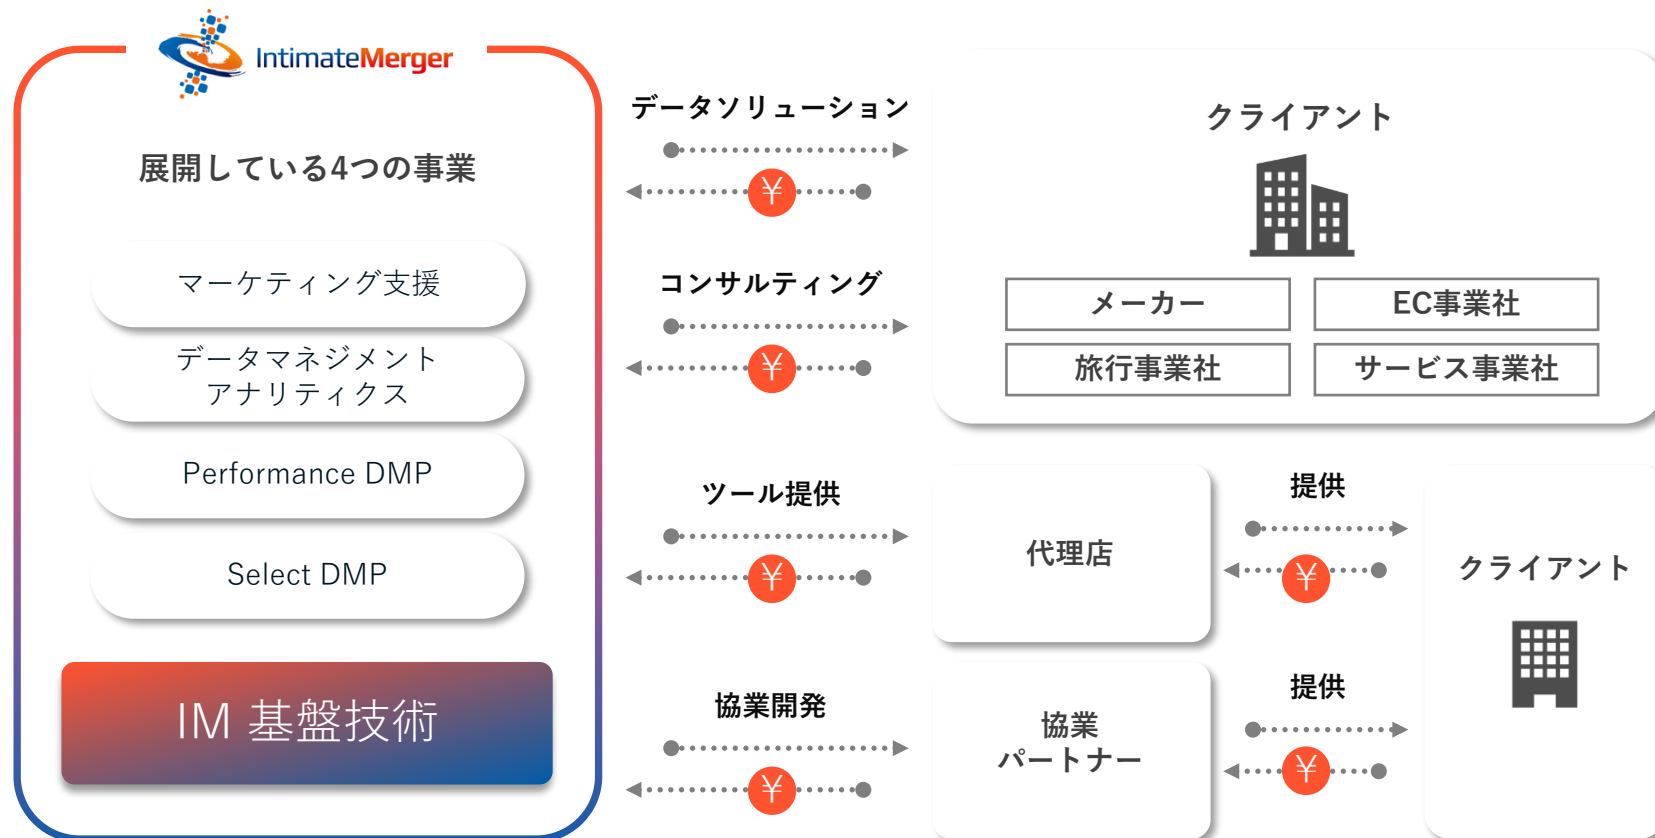 IntimateMerger
展開している4つの事業
マーケティング支援
データマネジメント
アナリティクス
Performance DMP
Select DMP
IM 基盤技術
データソリューション
¥
コンサルティング
¥
ツール提供
¥
協業開発
¥
クライアント
メーカー
EC事業社
旅行事業社
サービス事業社
代理店
協業
パートナー
提供
¥
提供
¥
クライアント